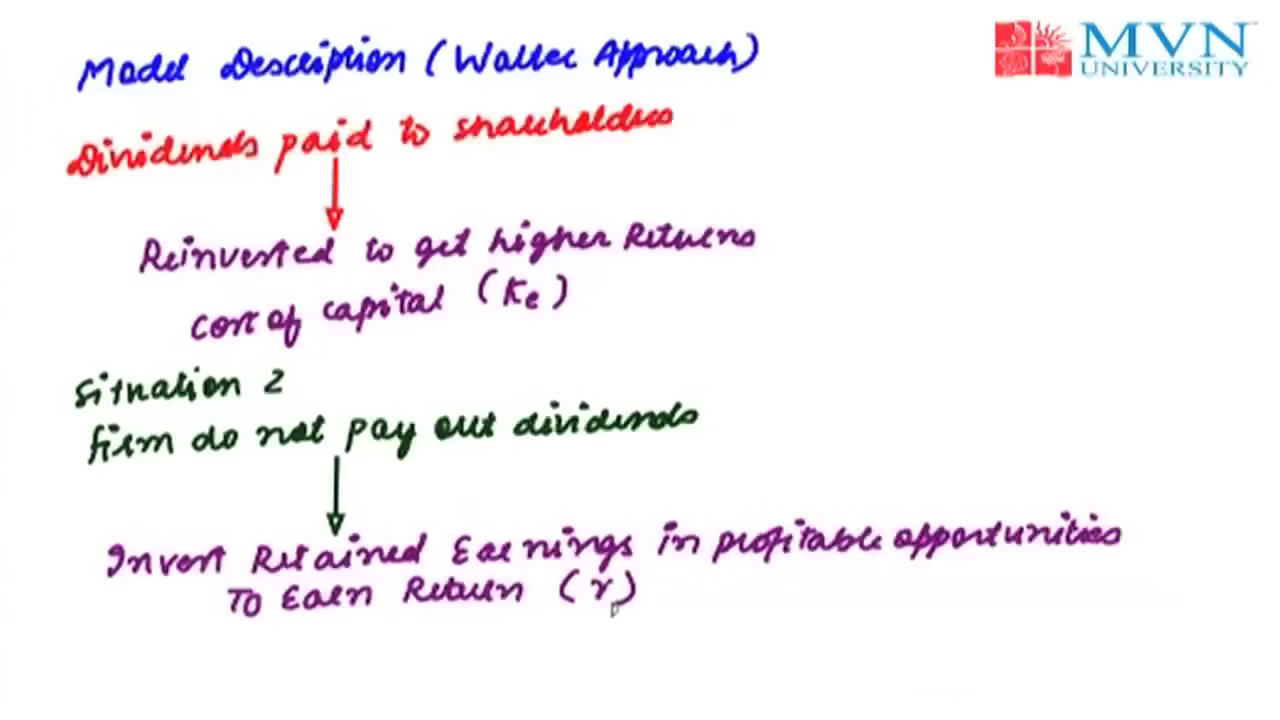 Model Description (Walter Approach)
MVN
UNIVERSITY
Dividends paid to shareholders
Reinvested to get higher Returns
cost of capital (Ke)
Situation 2
firm do not pay out dividends
Invest Retained Earnings in profitable opportunities
To Earn Return (r)